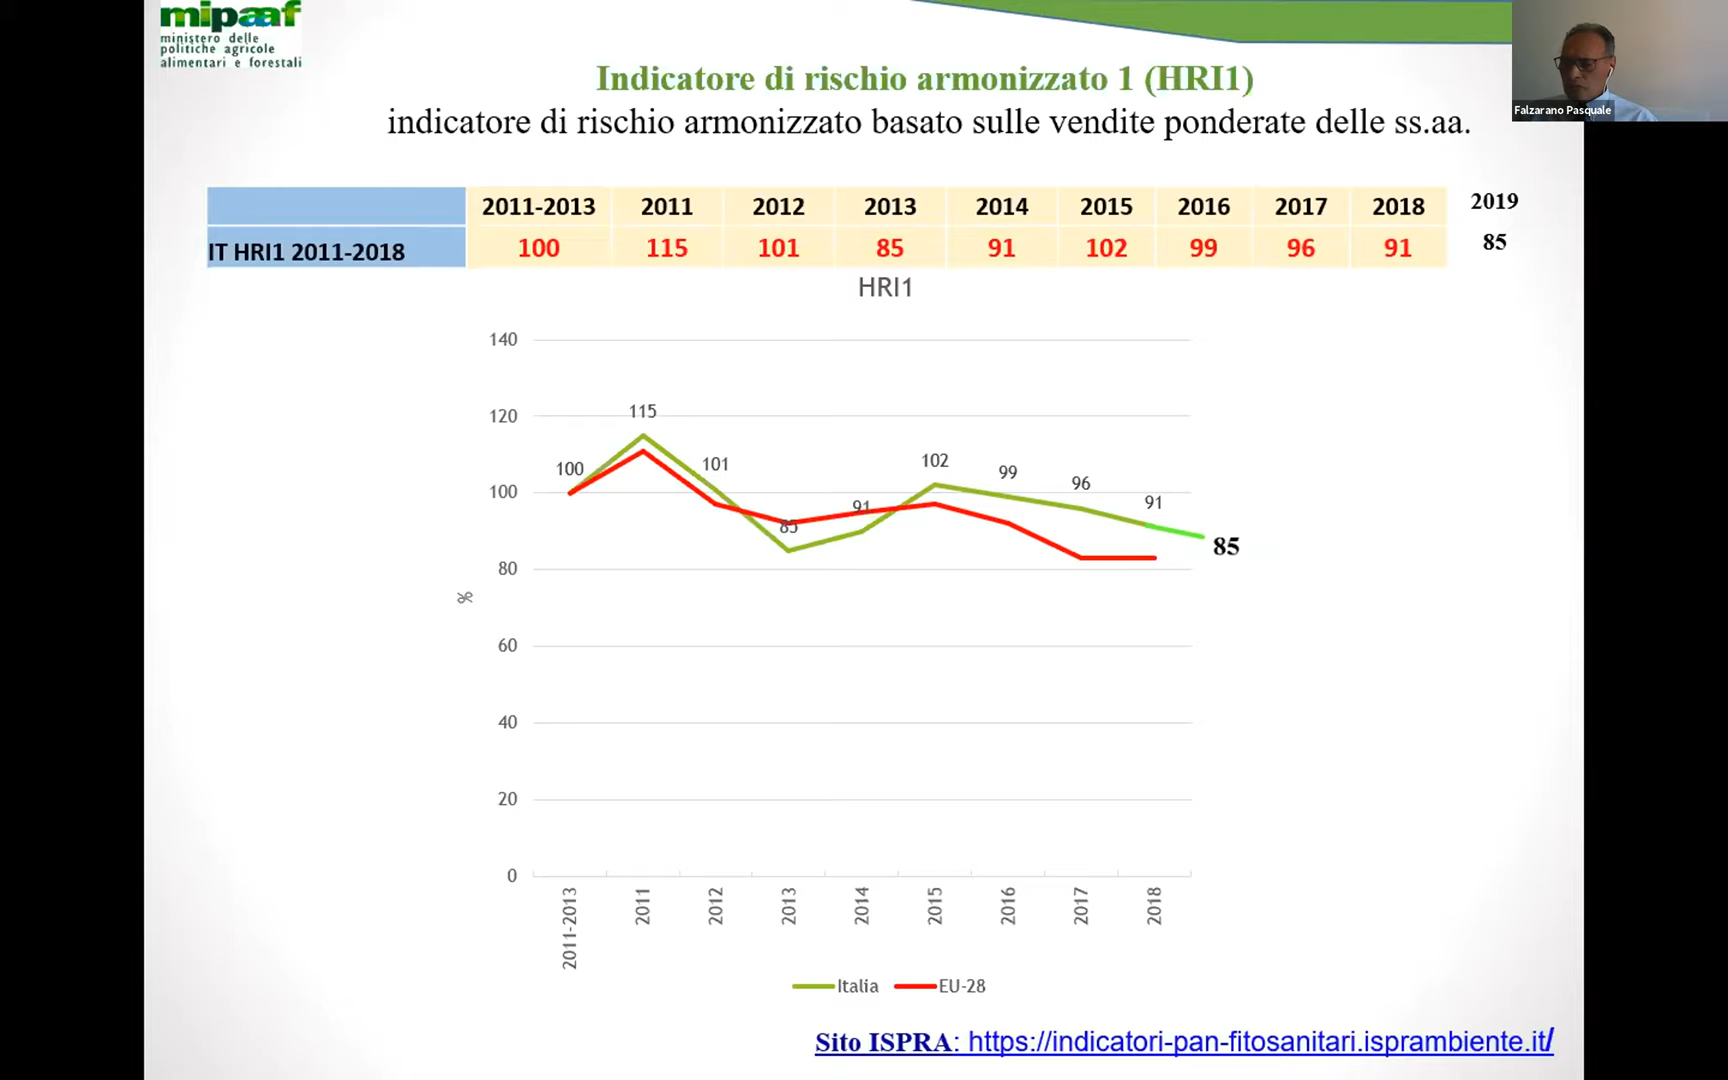 mipaaf
ministero delle
politiche agricole
alimentari e forestali
Indicatore di rischio armonizzato 1 (HRI1)
indicatore di rischio armonizzato basato sulle vendite ponderate delle ss.aa.
Falzarano Pasquale
2011-2013 2011 2012 2013 2014 2015 2016 2017 2018 2019
IT HRI1 2011-2018 100 115 101 85 91 102 99 96 91 85
HRI1
140
120
100
80
60
40
20
0
%
100 115 101 85 91 102 99 96 91 85
2011-2013 2011 2012 2013 2014 2015 2016 2017 2018
Italia EU-28
Sito ISPRA: https://indicatori-pan-fitosanitari.isprambiente.it/